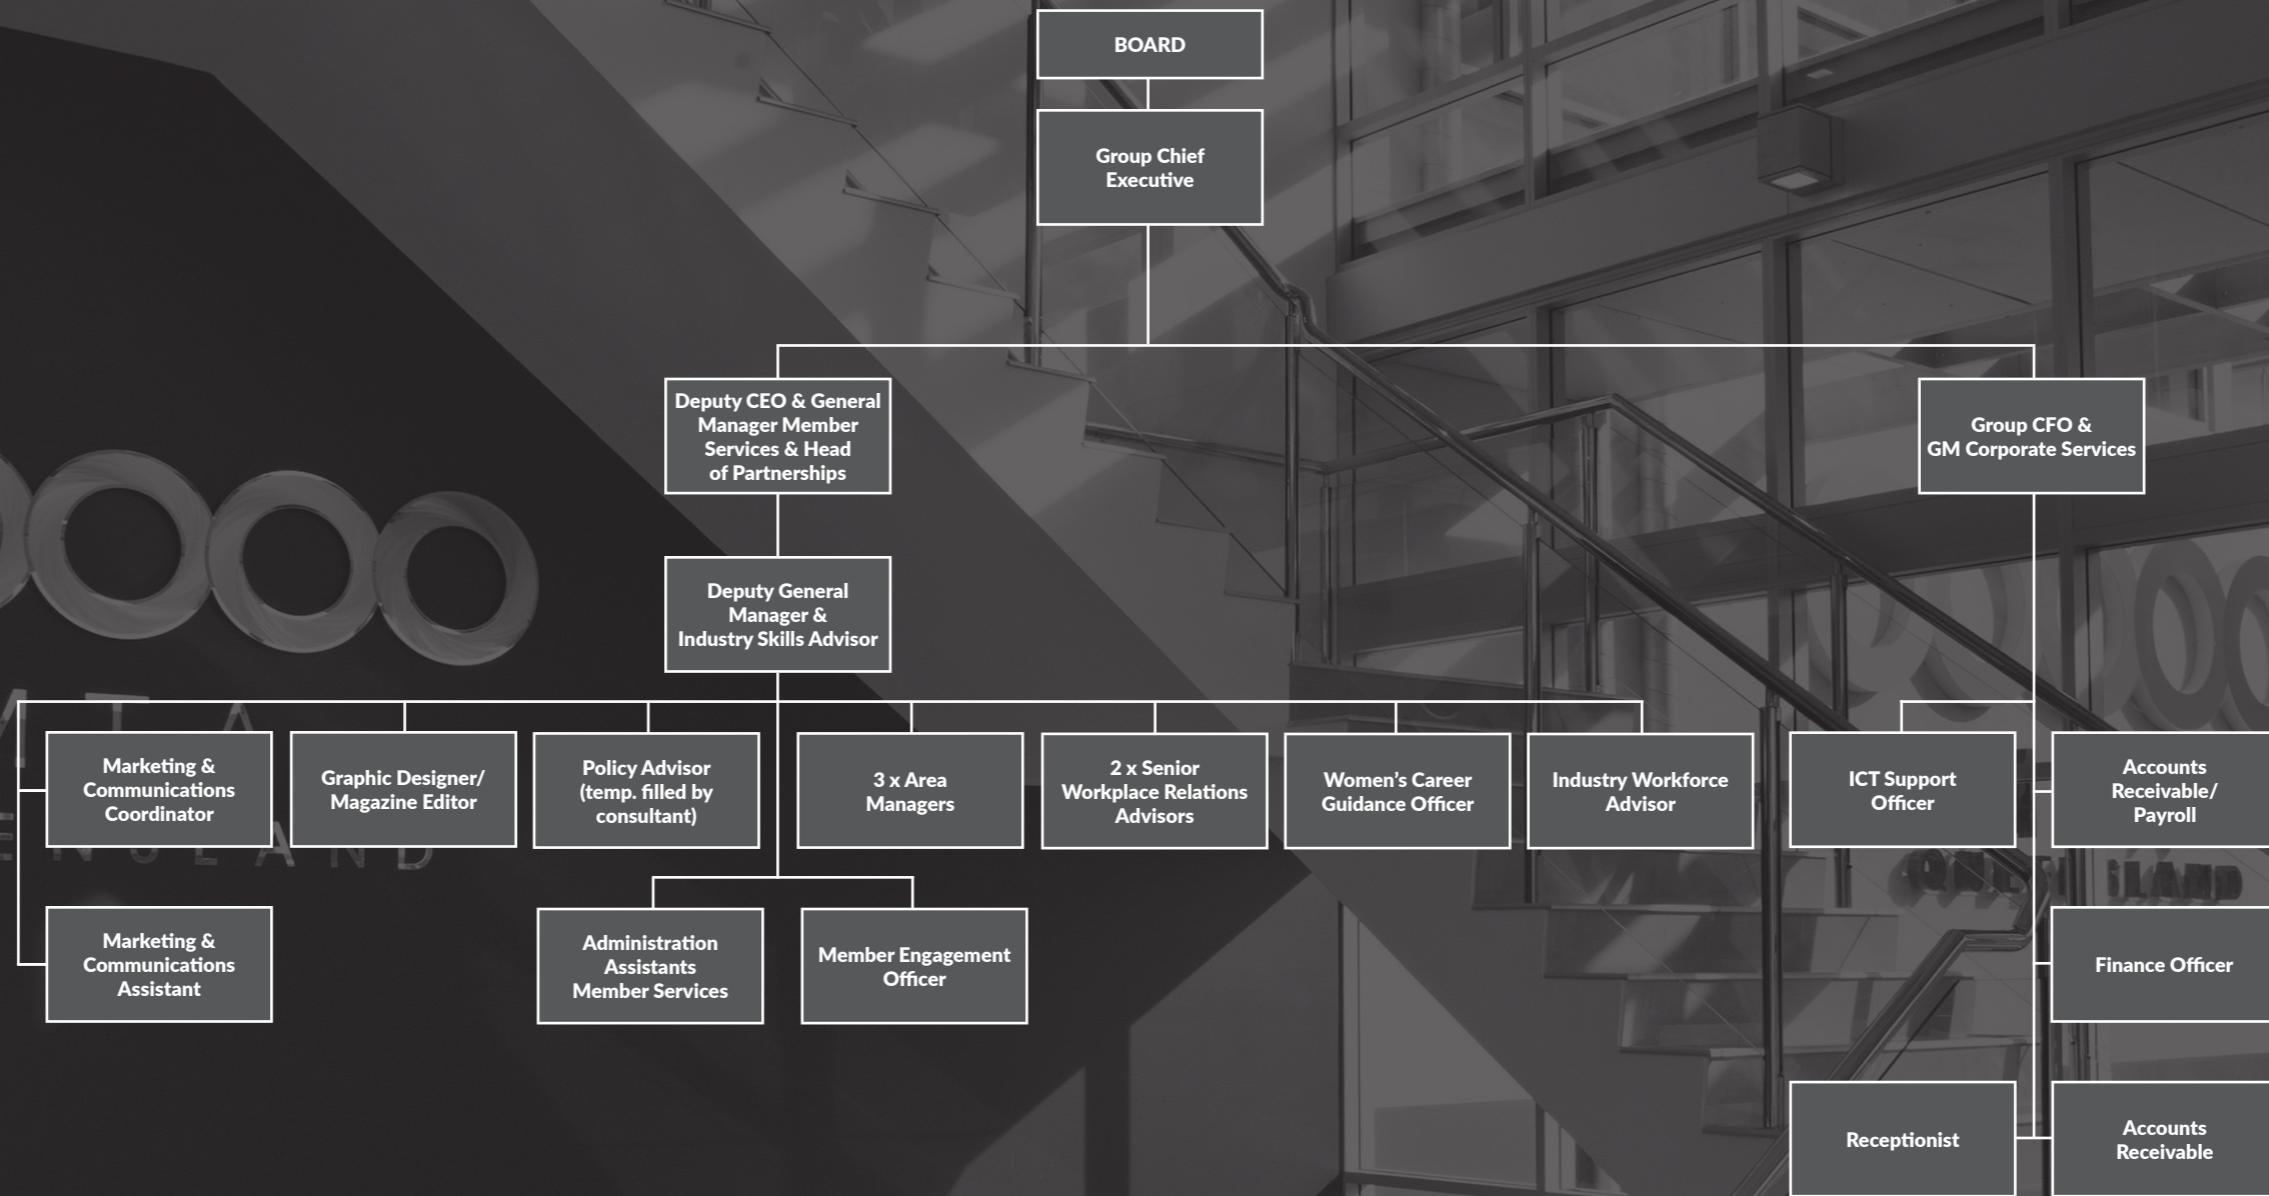 BOARD
Group Chief
Executive
Deputy CEO & General
Manager Member
Services & Head
of Partnerships
Group CFO &
GM Corporate Services
Deputy General
Manager &
Industry Skills Advisor
Marketing &
Communications
Coordinator
Graphic Designer/
Magazine Editor
Policy Advisor
(temp. filled by
consultant)
3 x Area
Managers
2 x Senior
Workplace Relations
Advisors
Women’s Career
Guidance Officer
Industry Workforce
Advisor
ICT Support
Officer
Accounts
Receivable/
Payroll
Marketing &
Communications
Assistant
Administration
Assistants
Member Services
Member Engagement
Officer
Finance Officer
Receptionist
Accounts
Receivable